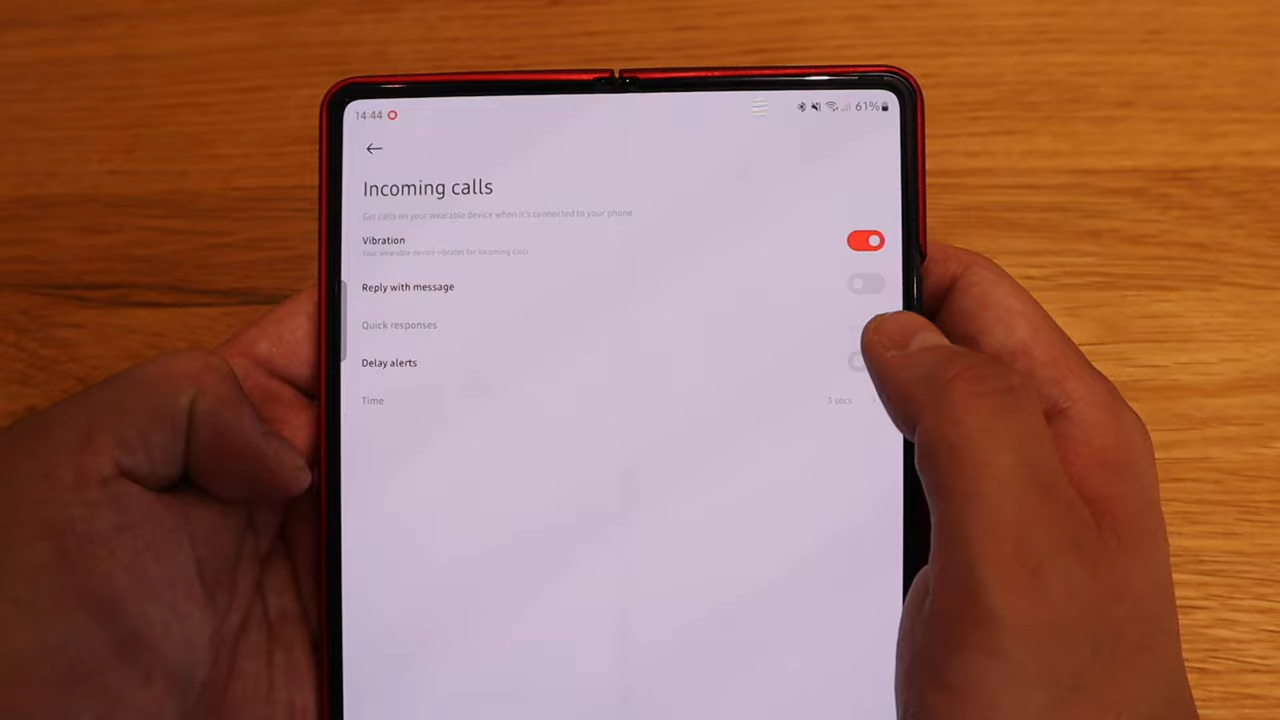 14:44
61%
Incoming calls
Get calls on your wearable device when it's connected to your phone
Vibration
Your wearable device vibrates for incoming calls
Reply with message
Quick responses
Delay alerts
Time
3 secs